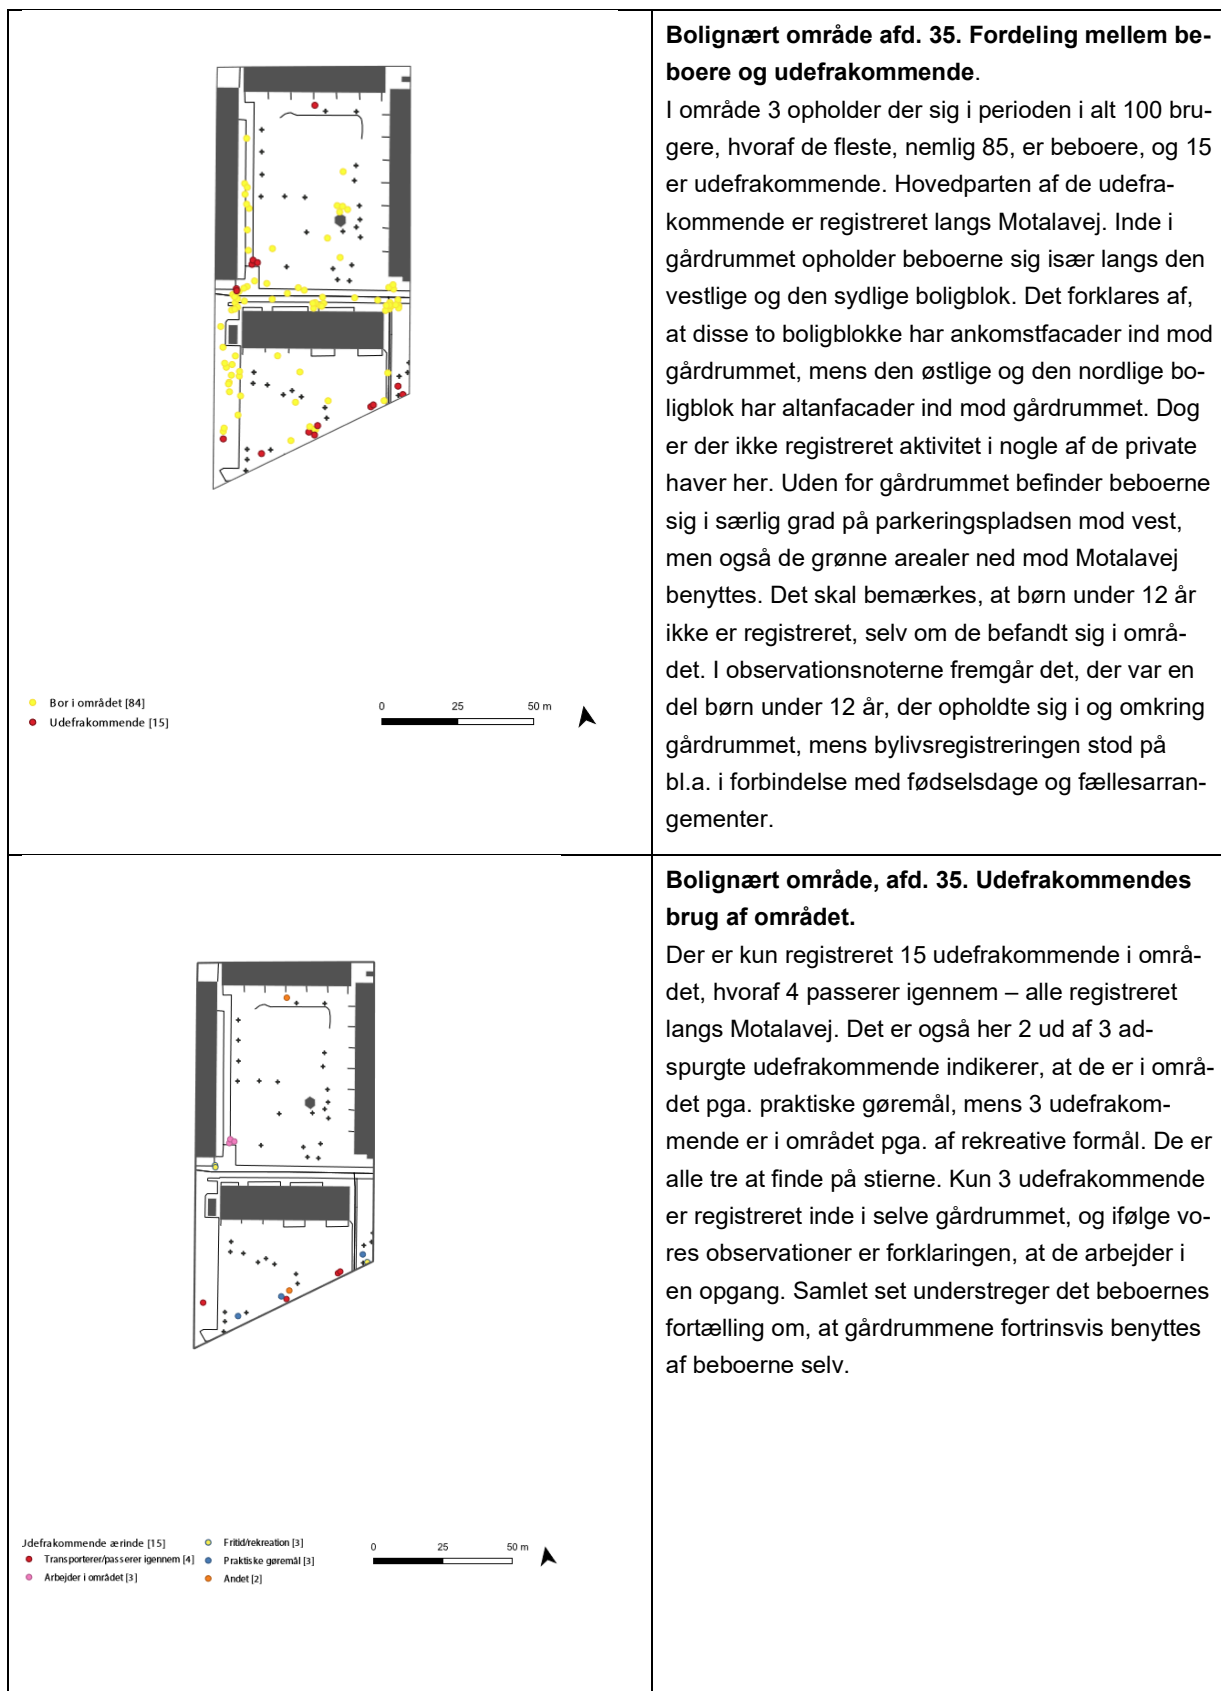 Bolignært område afd. 35. Fordeling mellem be-
boere og udefrakommende.
I område 3 opholder der sig i perioden i alt 100 bru-
gere, hvoraf de fleste, nemlig 85, er beboere, og 15
er udefrakommende. Hovedparten af de udefra-
kommende er registreret langs Motalavej. Inde i
gårdrummet opholder beboerne sig især langs den
vestlige og den sydlige boligblok. Det forklares af,
at disse to boligblokke har ankomstfacader ind mod
gårdrummet, mens den østlige og den nordlige bo-
ligblok har altanfacader ind mod gårdrummet. Dog
er der ikke registreret aktivitet i nogle af de private
haver her. Uden for gårdrummet befinder beboerne
sig i særlig grad på parkeringspladsen mod vest,
men også de grønne arealer ned mod Motalavej
benyttes. Det skal bemærkes, at børn under 12 år
ikke er registreret, selv om de befandt sig i områ-
det. I observationsnoterne fremgår det, der var en
del børn under 12 år, der opholdte sig i og omkring
gårdrummet, mens bylivsregistreringen stod på
bl.a. i forbindelse med fødselsdage og fællesarran-
gementer.
Bor i området [84]
Udefrakommende [15]
0 25 50 m
Bolignært område, afd. 35. Udefrakommendes
brug af området.
Der er kun registreret 15 udefrakommende i områ-
det, hvoraf 4 passerer igennem – alle registreret
langs Motalavej. Det er også her 2 ud af 3 ad-
spurgte udefrakommende indikerer, at de er i områ-
det pga. praktiske gøremål, mens 3 udefrakom-
mende er i området pga. af rekreative formål. De er
alle tre at finde på stierne. Kun 3 udefrakommende
er registreret inde i selve gårdrummet, og ifølge vo-
res observationer er forklaringen, at de arbejder i
en opgang. Samlet set understreger det beboernes
fortælling om, at gårdrummene fortrinsvis benyttes
af beboerne selv.
Jdefrakommende ærinde [15]
Transporterer/passerer igennem [4]
Arbejder i området [3]
Fritid/rekreation [3]
Praktiske gøremål [3]
Andet [2]
0 25 50 m